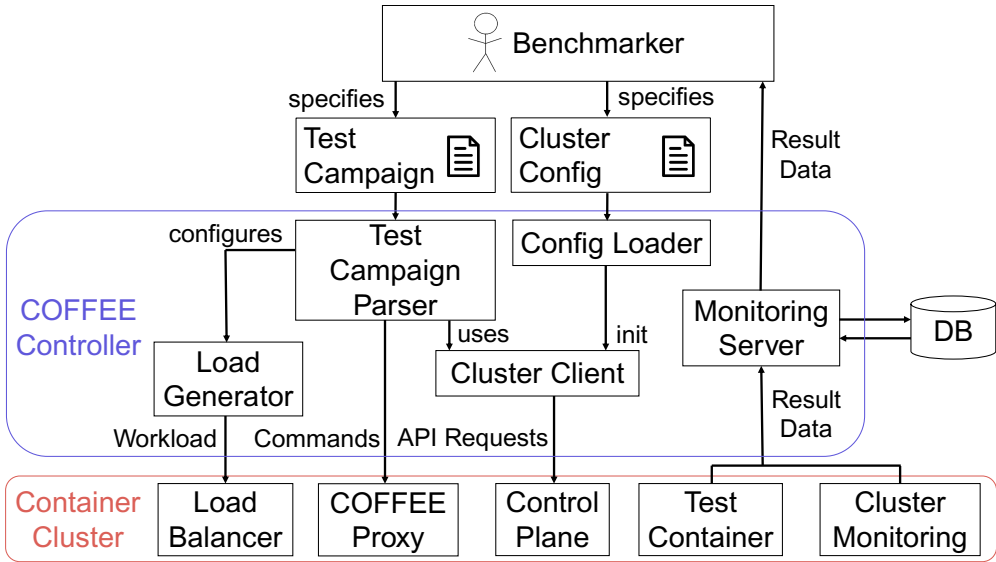 Benchmarker
specifies
specifies
Test
Campaign
Cluster
Config
Result
Data
configures
Test
Campaign
Parser
Config Loader
COFFEE
Controller
Monitoring
Server
DB
uses
init
Load
Generator
Cluster Client
Result
Data
Workload
Commands
API Requests
Container
Cluster
Load
Balancer
COFFEE
Proxy
Control
Plane
Test
Container
Cluster
Monitoring